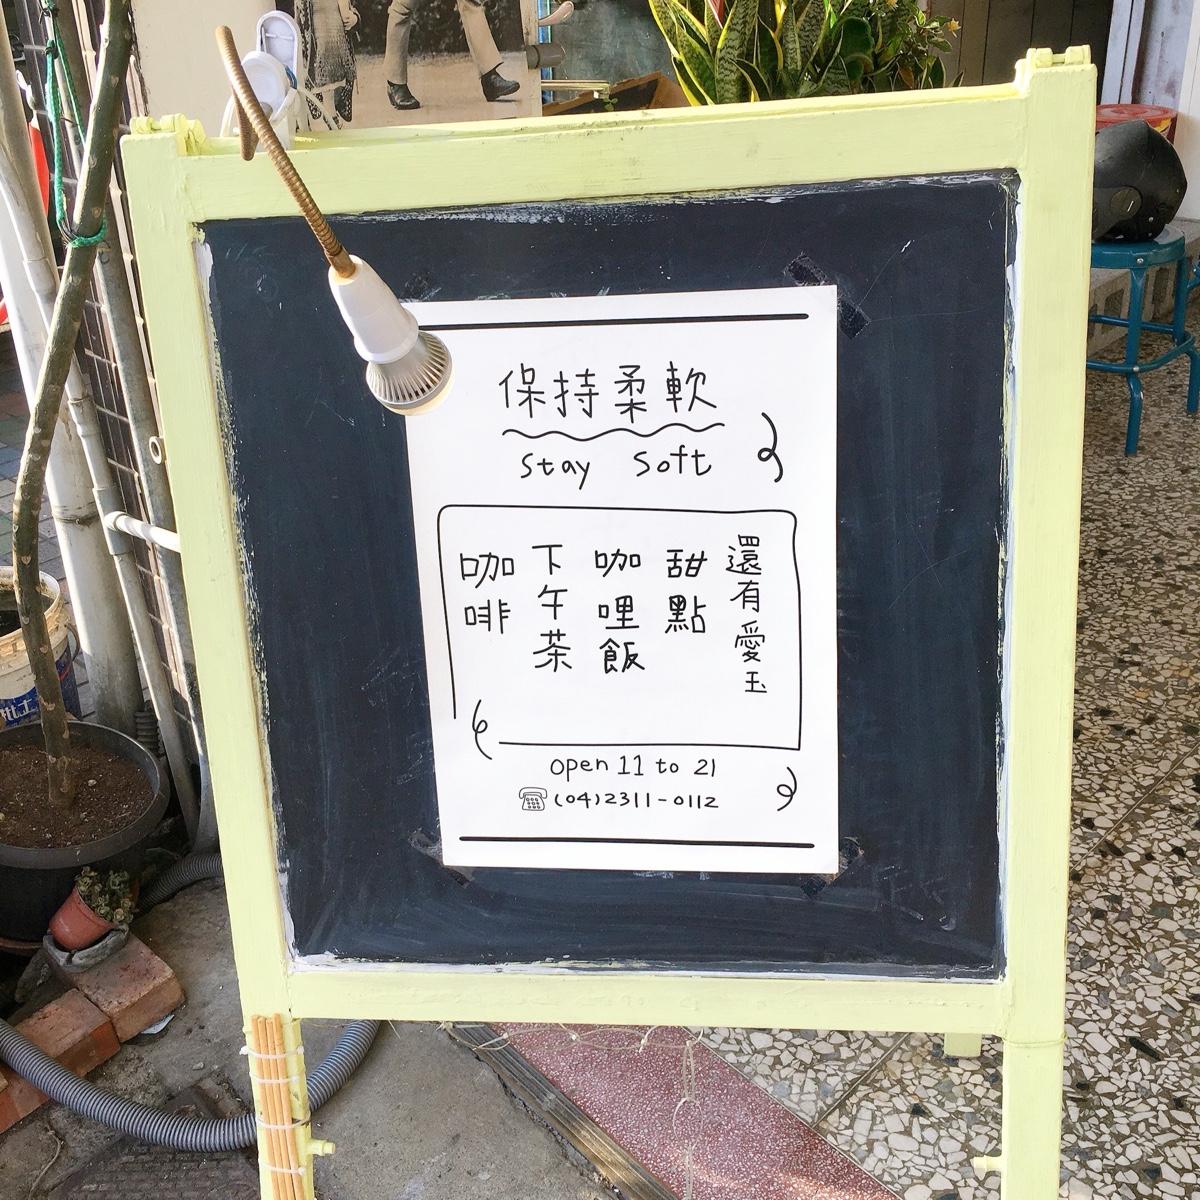 保持柔軟
Stay Soft
咖啡
下午茶
咖哩飯
甜點
還有愛玉
open 11 to 21
(04)2311-0112